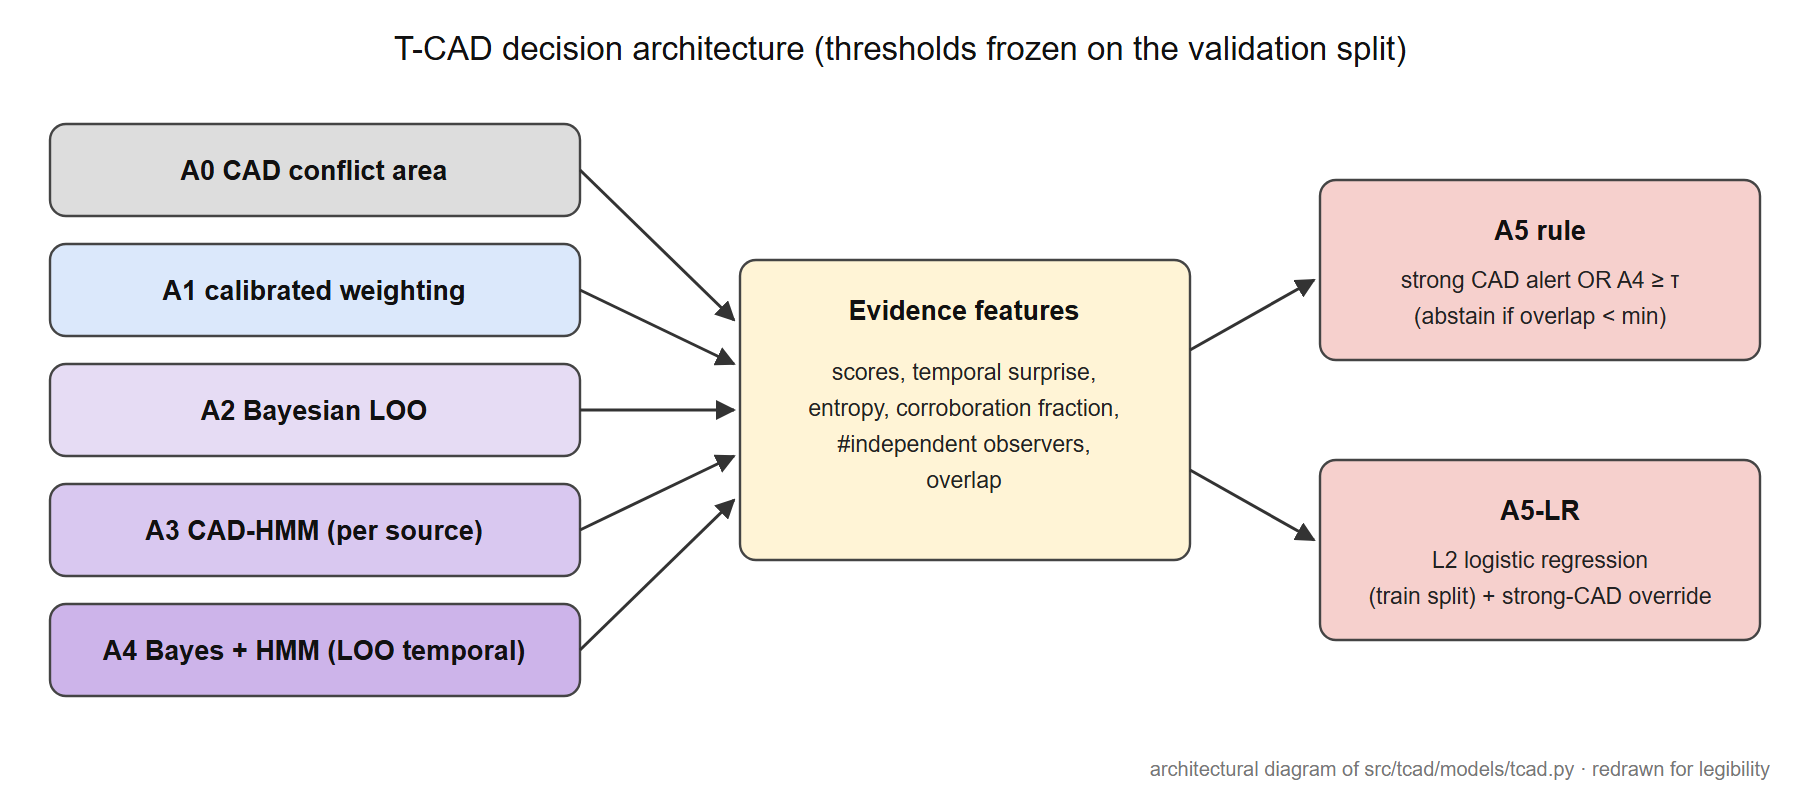 T-CAD decision architecture (thresholds frozen on the validation split)
A0 CAD conflict area
A1 calibrated weighting
A2 Bayesian LOO
A3 CAD-HMM (per source)
A4 Bayes + HMM (LOO temporal)
Evidence features
scores, temporal surprise,
entropy, corroboration fraction,
#independent observers,
overlap
A5 rule
strong CAD alert OR A4 ≥ τ
(abstain if overlap < min)
A5-LR
L2 logistic regression
(train split) + strong-CAD override
architectural diagram of src/tcad/models/tcad.py · redrawn for legibility